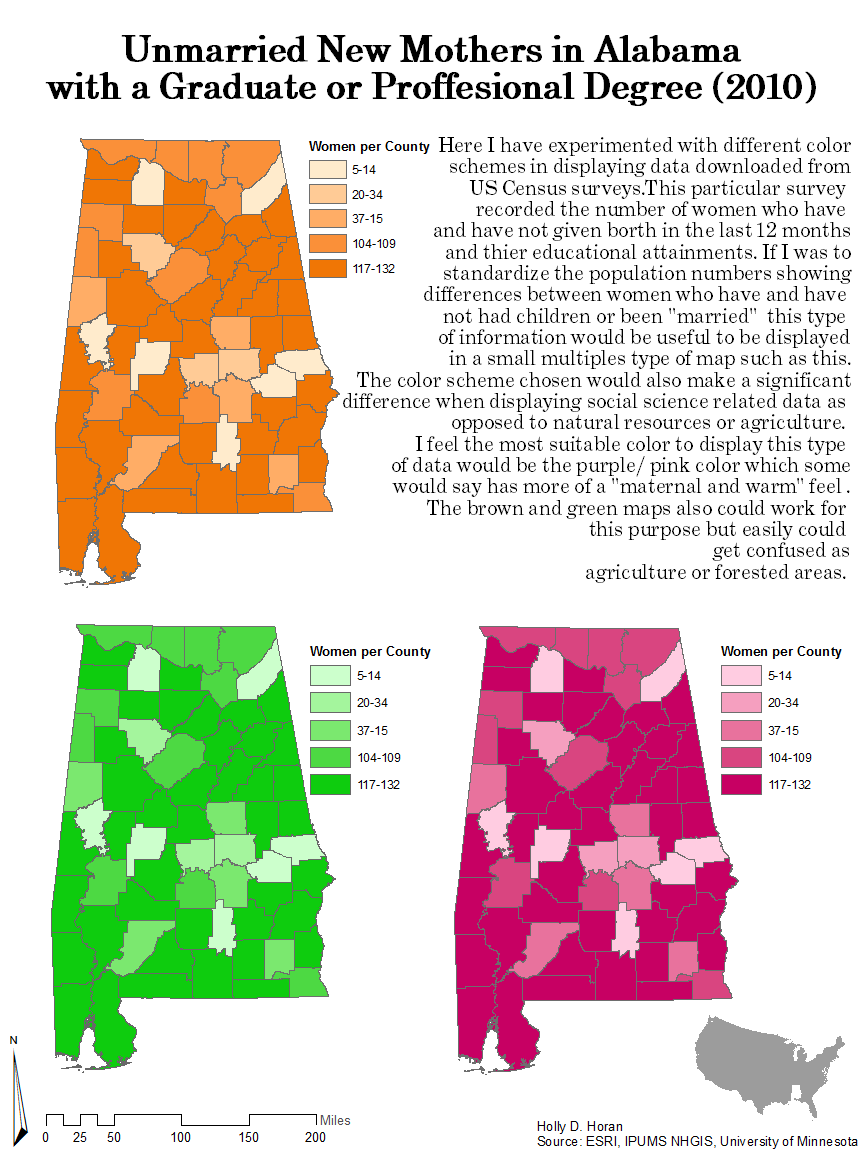 Unmarried New Mothers in Alabama
with a Graduate or Proffesional Degree (2010)
Women per County
5-14
20-34
37-15
104-109
117-132
Here I have experimented with different color
schemes in displaying data downloaded from
US Census surveys.This particular survey
recorded the number of women who have
and have not given borth in the last 12 months
and thier educational attainments. If I was to
standardize the population numbers showing
differences between women who have and have
not had children or been "married" this type
of information would be useful to be displayed
in a small multiples type of map such as this.
The color scheme chosen would also make a significant
difference when displaying social science related data as
opposed to natural resources or agriculture.
I feel the most suitable color to display this type
of data would be the purple/ pink color which some
would say has more of a "maternal and warm" feel .
The brown and green maps also could work for
this purpose but easily could
get confused as
agriculture or forested areas.
Women per County
5-14
20-34
37-15
104-109
117-132
Women per County
5-14
20-34
37-15
104-109
117-132
N
Miles
0 25 50 100 150 200
Holly D. Horan
Source: ESRI, IPUMS NHGIS, University of Minnesota